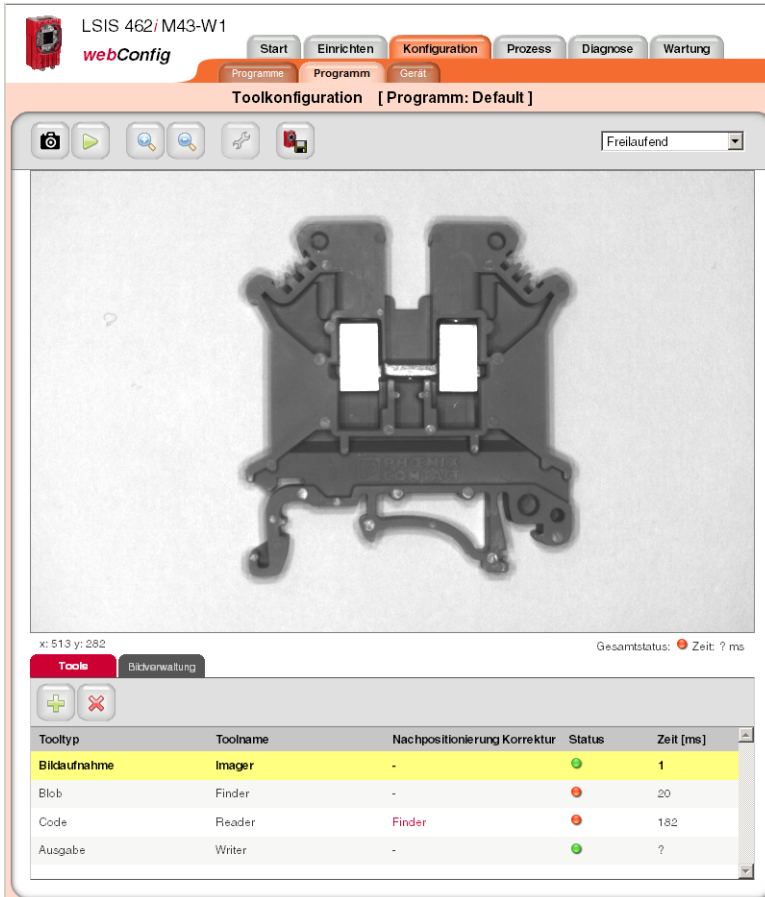 LSIS 462i M43-W1
webConfig
Start Einrichten Konfiguration Prozess Diagnose Wartung
Programme Programm Gerät
Toolkonfiguration [ Programm: Default ]
Freilaufend
PHOENIX
CONTACT
x: 513 y: 282
Gesamtstatus: Zeit: ? ms
Tools Bildverwaltung
Tooltyp Toolname Nachpositionierung Korrektur Status Zeit [ms]
Bildaufnahme Imager - 1
Blob Finder - 20
Code Reader Finder 182
Ausgabe Writer - ?